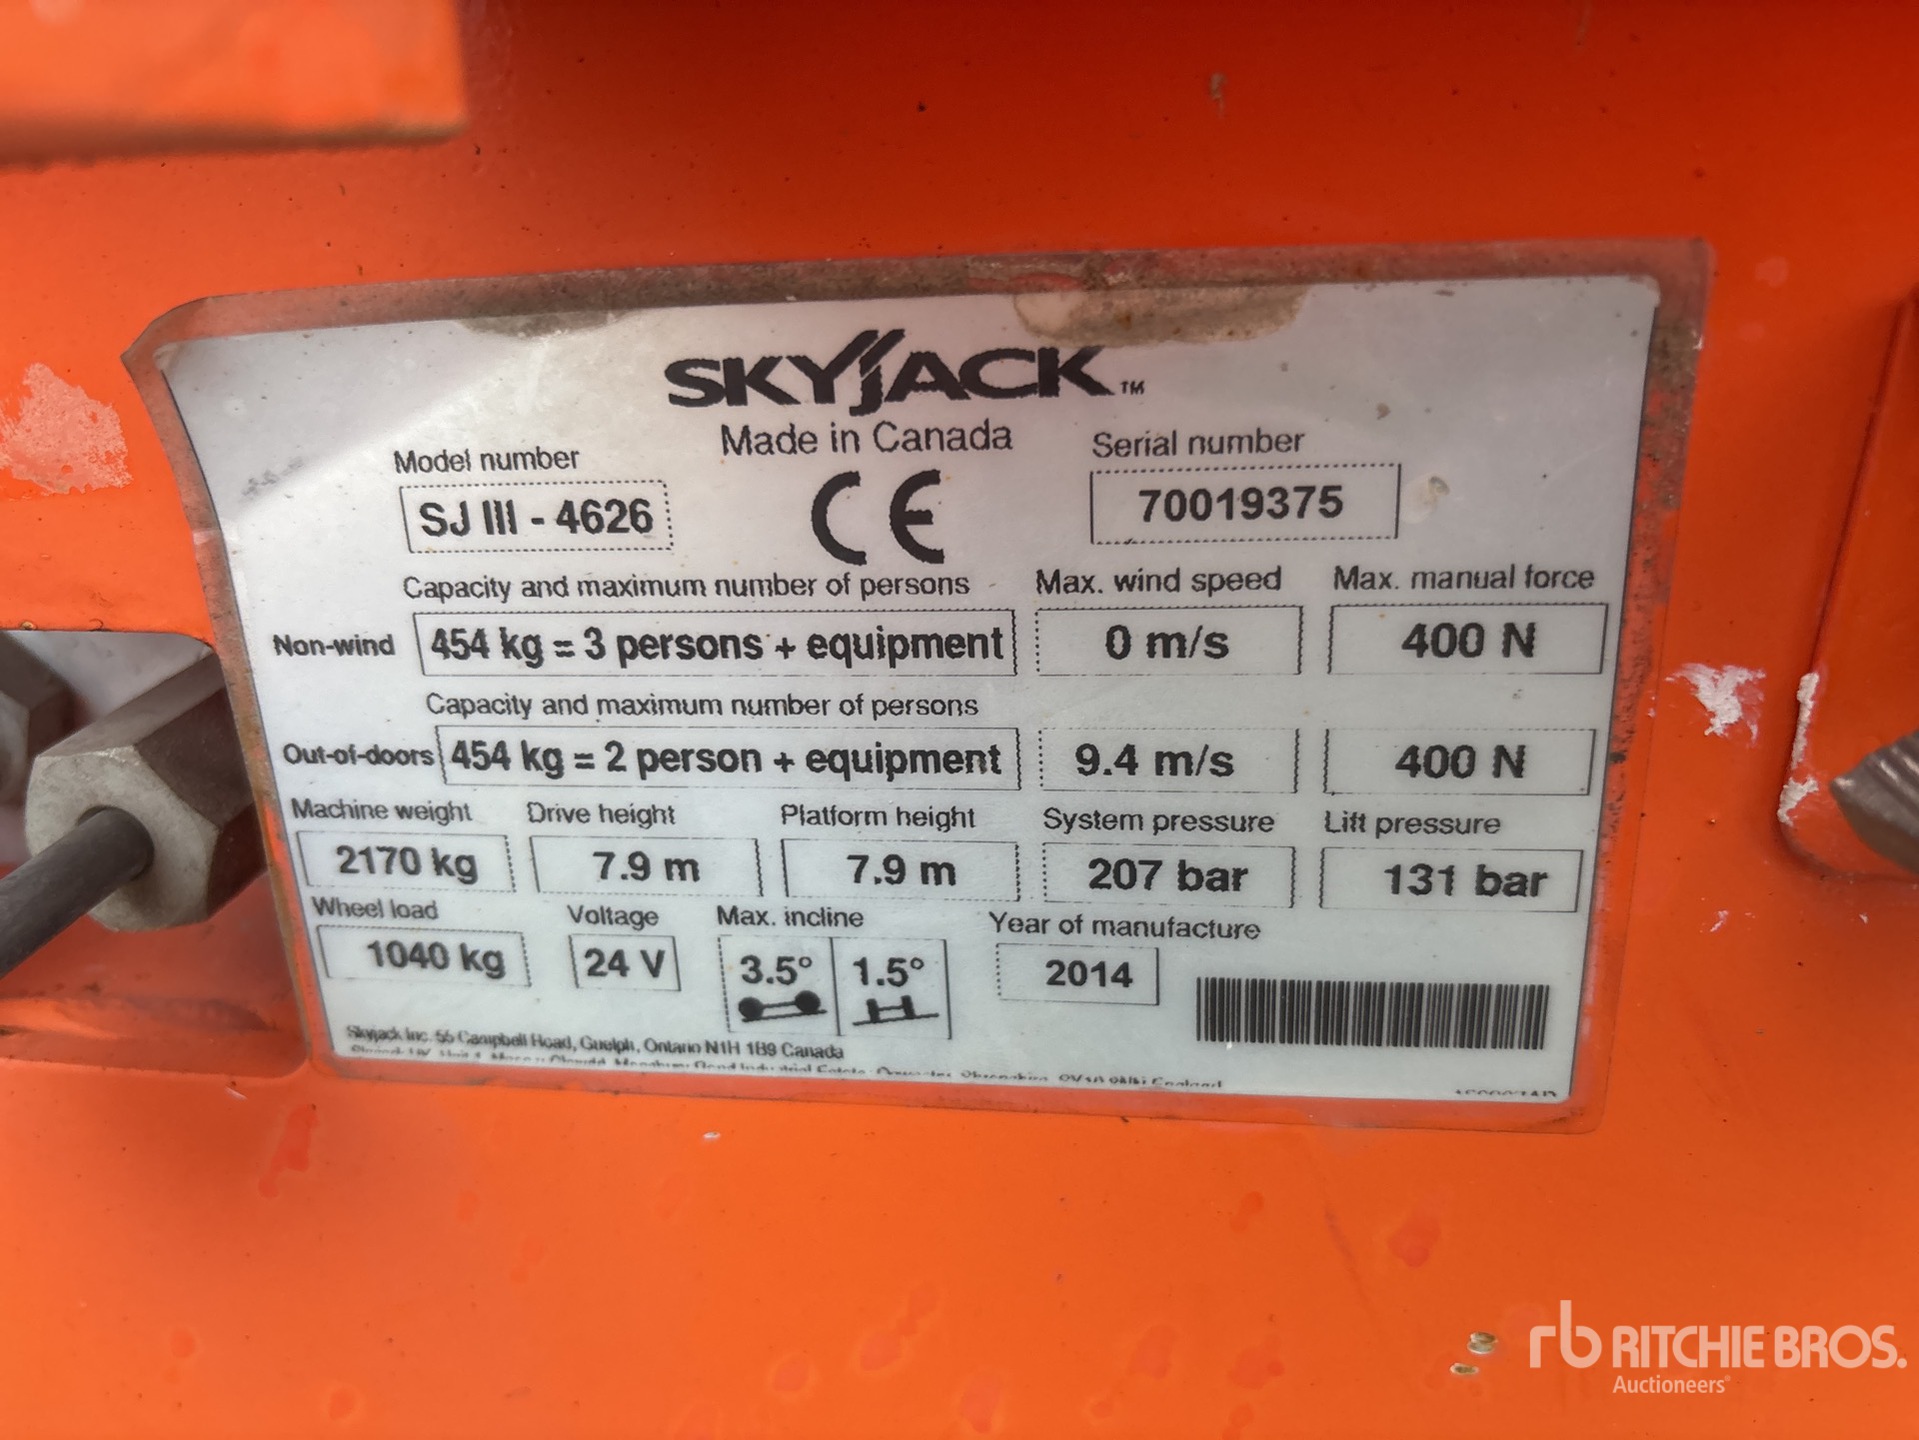 SKYJACK™
Made in Canada
Model number
SJ III - 4626
CE
Serial number
70019375
Capacity and maximum number of persons
Max. wind speed
Max. manual force
Non-wind
454 kg = 3 persons + equipment
0 m/s
400 N
Capacity and maximum number of persons
Out-of-doors
454 kg = 2 person + equipment
9.4 m/s
400 N
Machine weight
Drive height
Platform height
System pressure
Lift pressure
2170 kg
7.9 m
7.9 m
207 bar
131 bar
Wheel load
Voltage
Max. incline
Year of manufacture
1040 kg
24 V
3.5°
1.5°
2014
Skyjack Inc. 55 Campbell Road, Guelph, Ontario N1H 1B9 Canada
rb RITCHIE BROS.
Auctioneers®